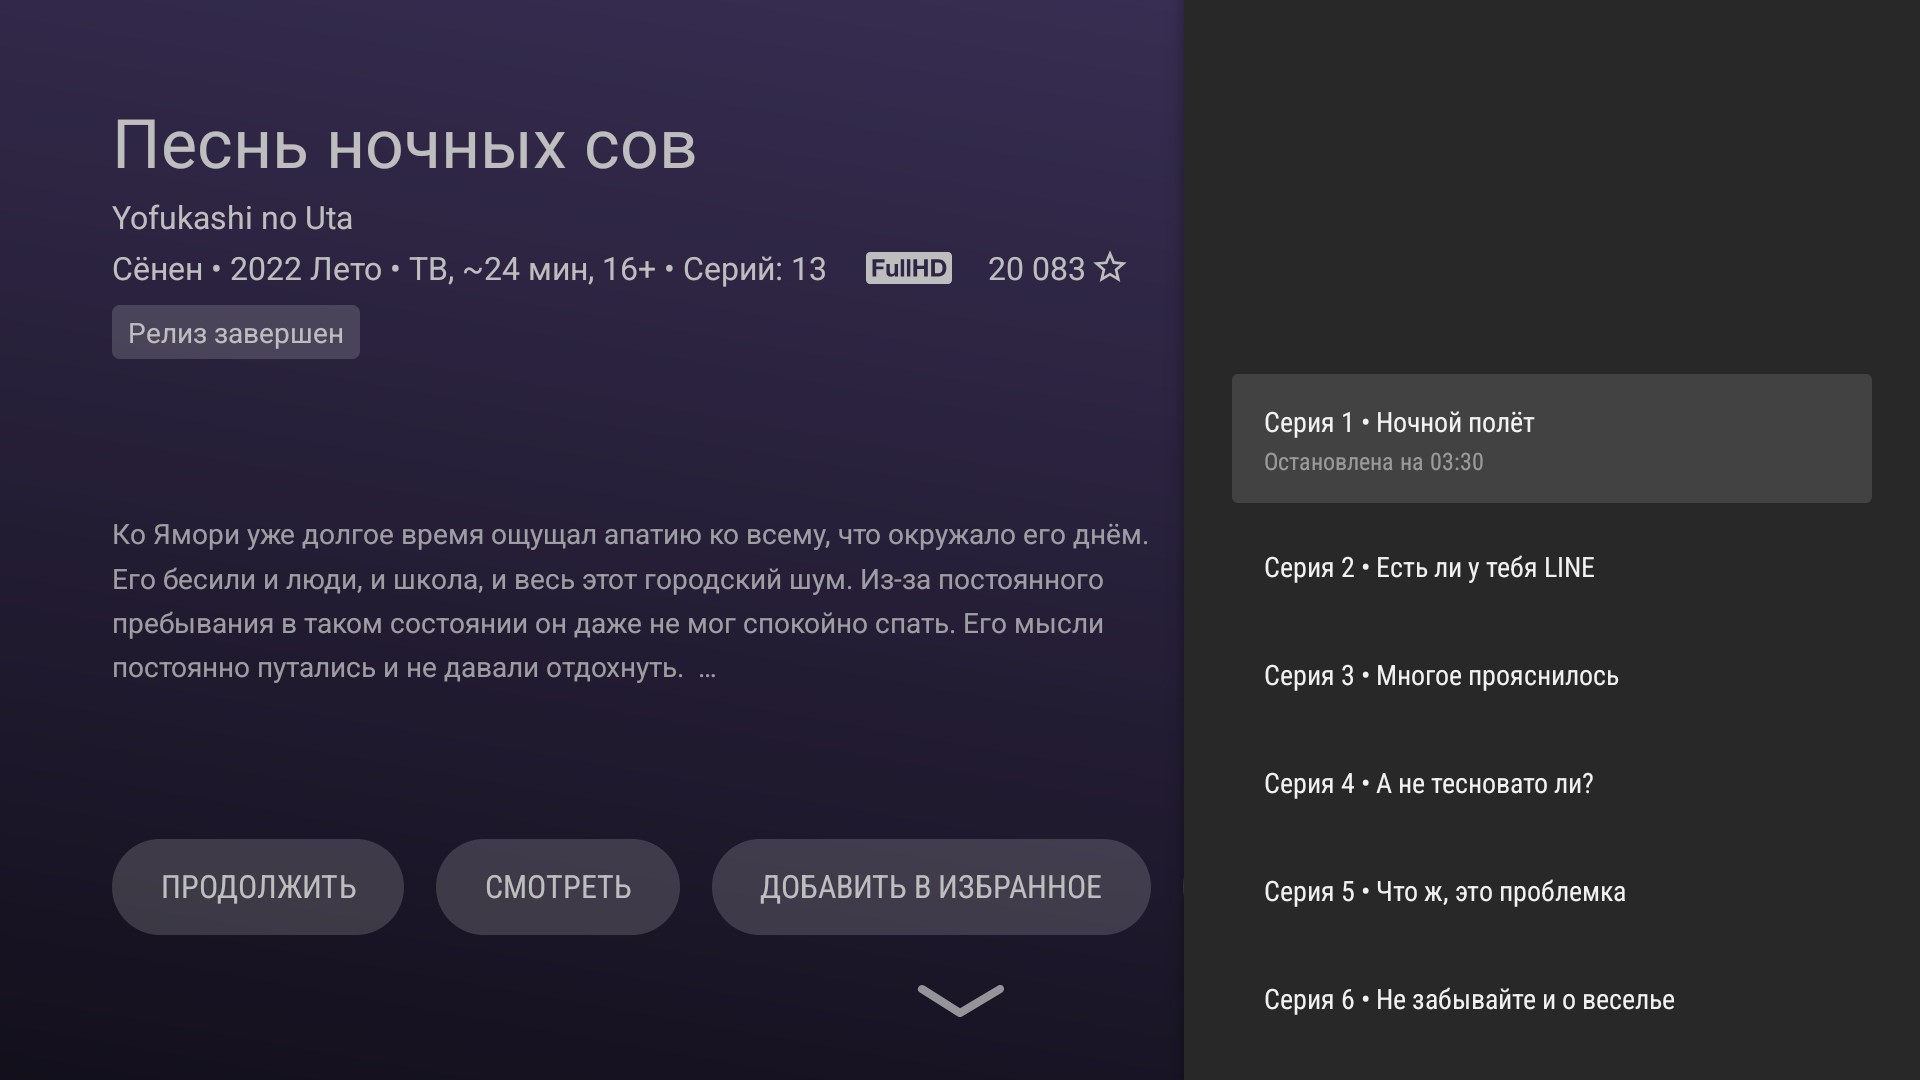 Песнь ночных сов
Yofukashi no Uta
Сёнен • 2022 Лето • ТВ, ~24 мин, 16+ • Серий: 13 FullHD 20 083
Релиз завершен
Ко Ямори уже долгое время ощущал апатию ко всему, что окружало его днём.
Его бесили и люди, и школа, и весь этот городский шум. Из-за постоянного
пребывания в таком состоянии он даже не мог спокойно спать. Его мысли
постоянно путались и не давали отдохнуть. ...
ПРОДОЛЖИТЬ
СМОТРЕТЬ
ДОБАВИТЬ В ИЗБРАННОЕ
Серия 1 • Ночной полёт
Остановлена на 03:30
Серия 2 • Есть ли у тебя LINE
Серия 3 • Многое прояснилось
Серия 4 • А не тесновато ли?
Серия 5 • Что ж, это проблемка
Серия 6 • Не забывайте и о веселье